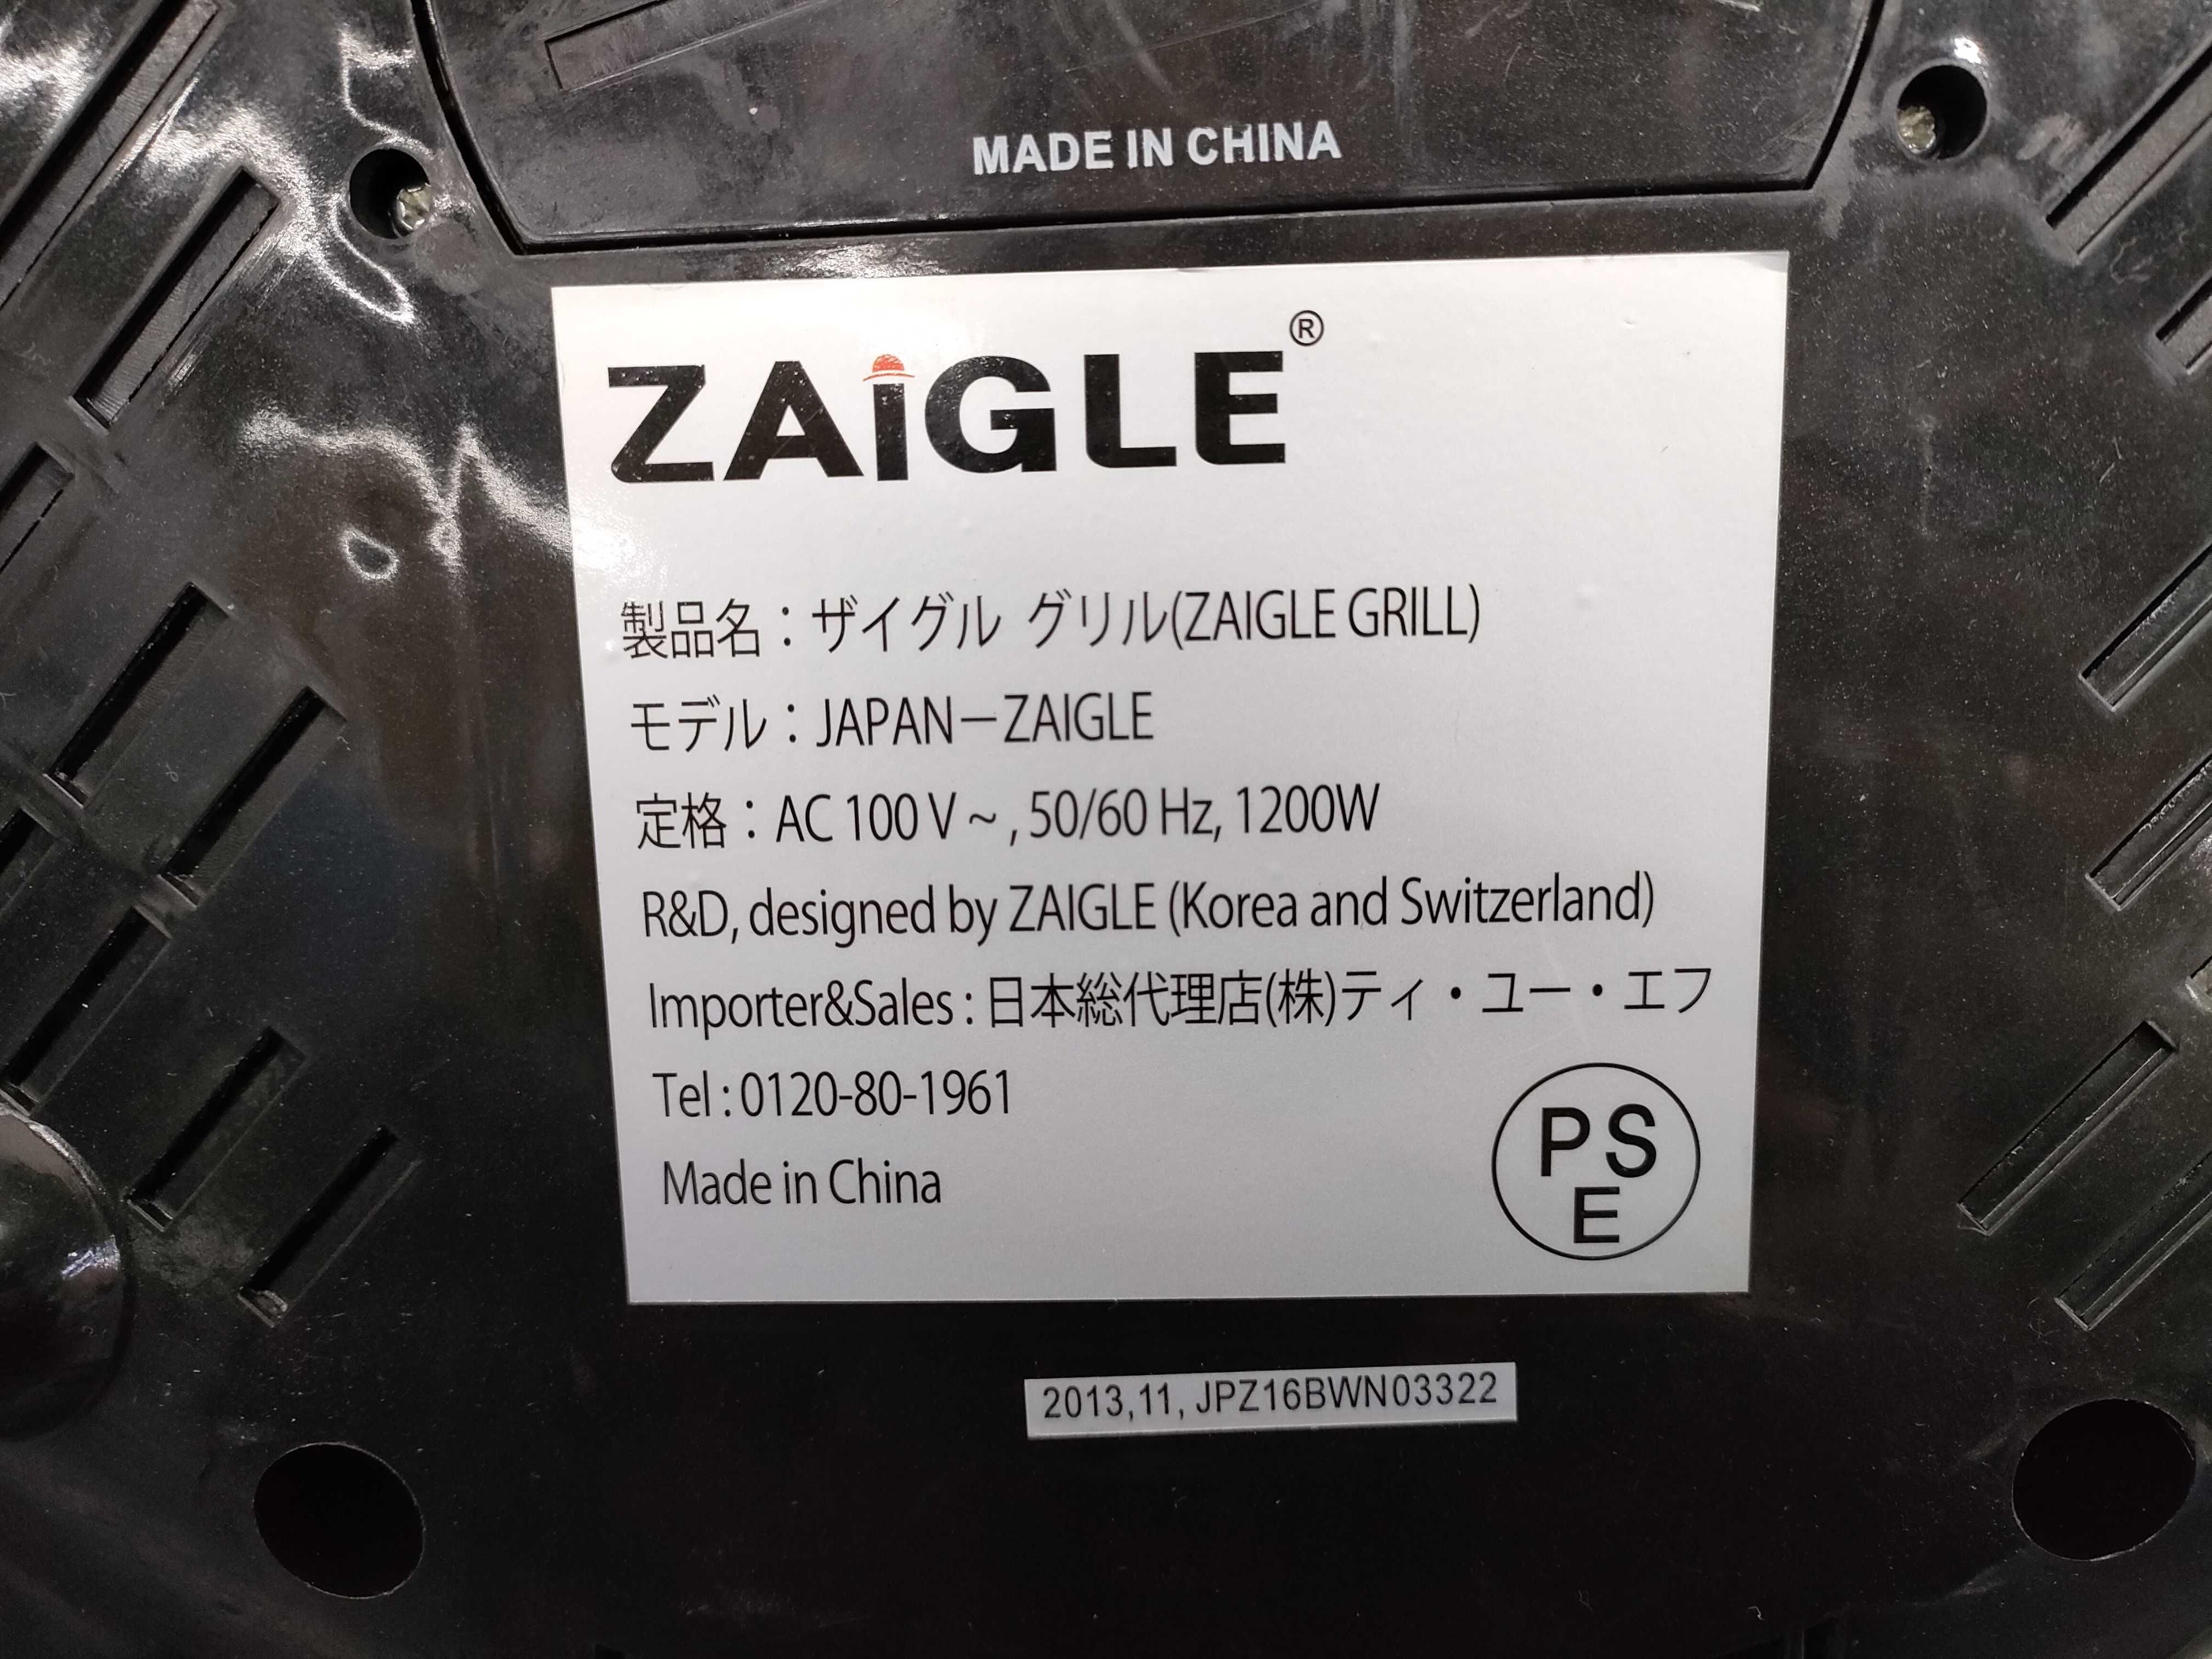 MADE IN CHINA
ZAiGLE®
製品名：ザイグル グリル(ZAIGLE GRILL)
モデル：JAPAN－ZAIGLE
定格：AC 100 V ~ , 50/60 Hz, 1200W
R&D, designed by ZAIGLE (Korea and Switzerland)
Importer&Sales : 日本総代理店(株)ティ・ユー・エフ
Tel : 0120-80-1961
Made in China
PS
E
2013,11, JPZ16BWN03322